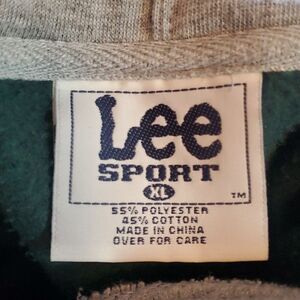 Lee
SPORT
XL
TM
55% POLYESTER
45% COTTON
MADE IN CHINA
OVER FOR CARE